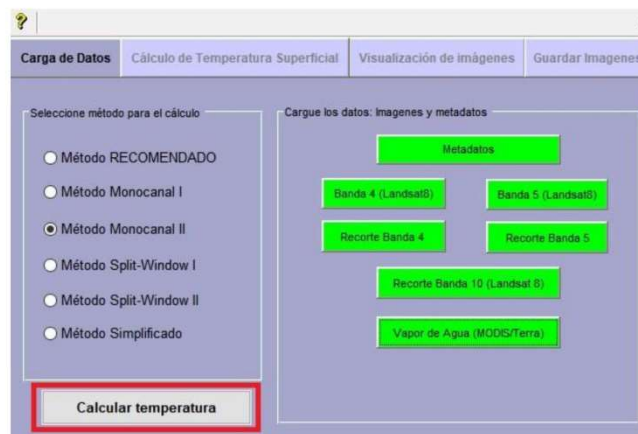 ?
Carga de Datos Cálculo de Temperatura Superficial Visualización de imágenes Guardar Imagenes
Seleccione método para el cálculo
Método RECOMENDADO
Método Monocanal I
Método Monocanal II
Método Split-Window I
Método Split-Window II
Método Simplificado
Calcular temperatura
Cargue los datos: Imagenes y metadatos
Metadatos
Banda 4 (Landsat8) Banda 5 (Landsat8)
Recorte Banda 4 Recorte Banda 5
Recorte Banda 10 (Landsat 8)
Vapor de Agua (MODIS/Terra)